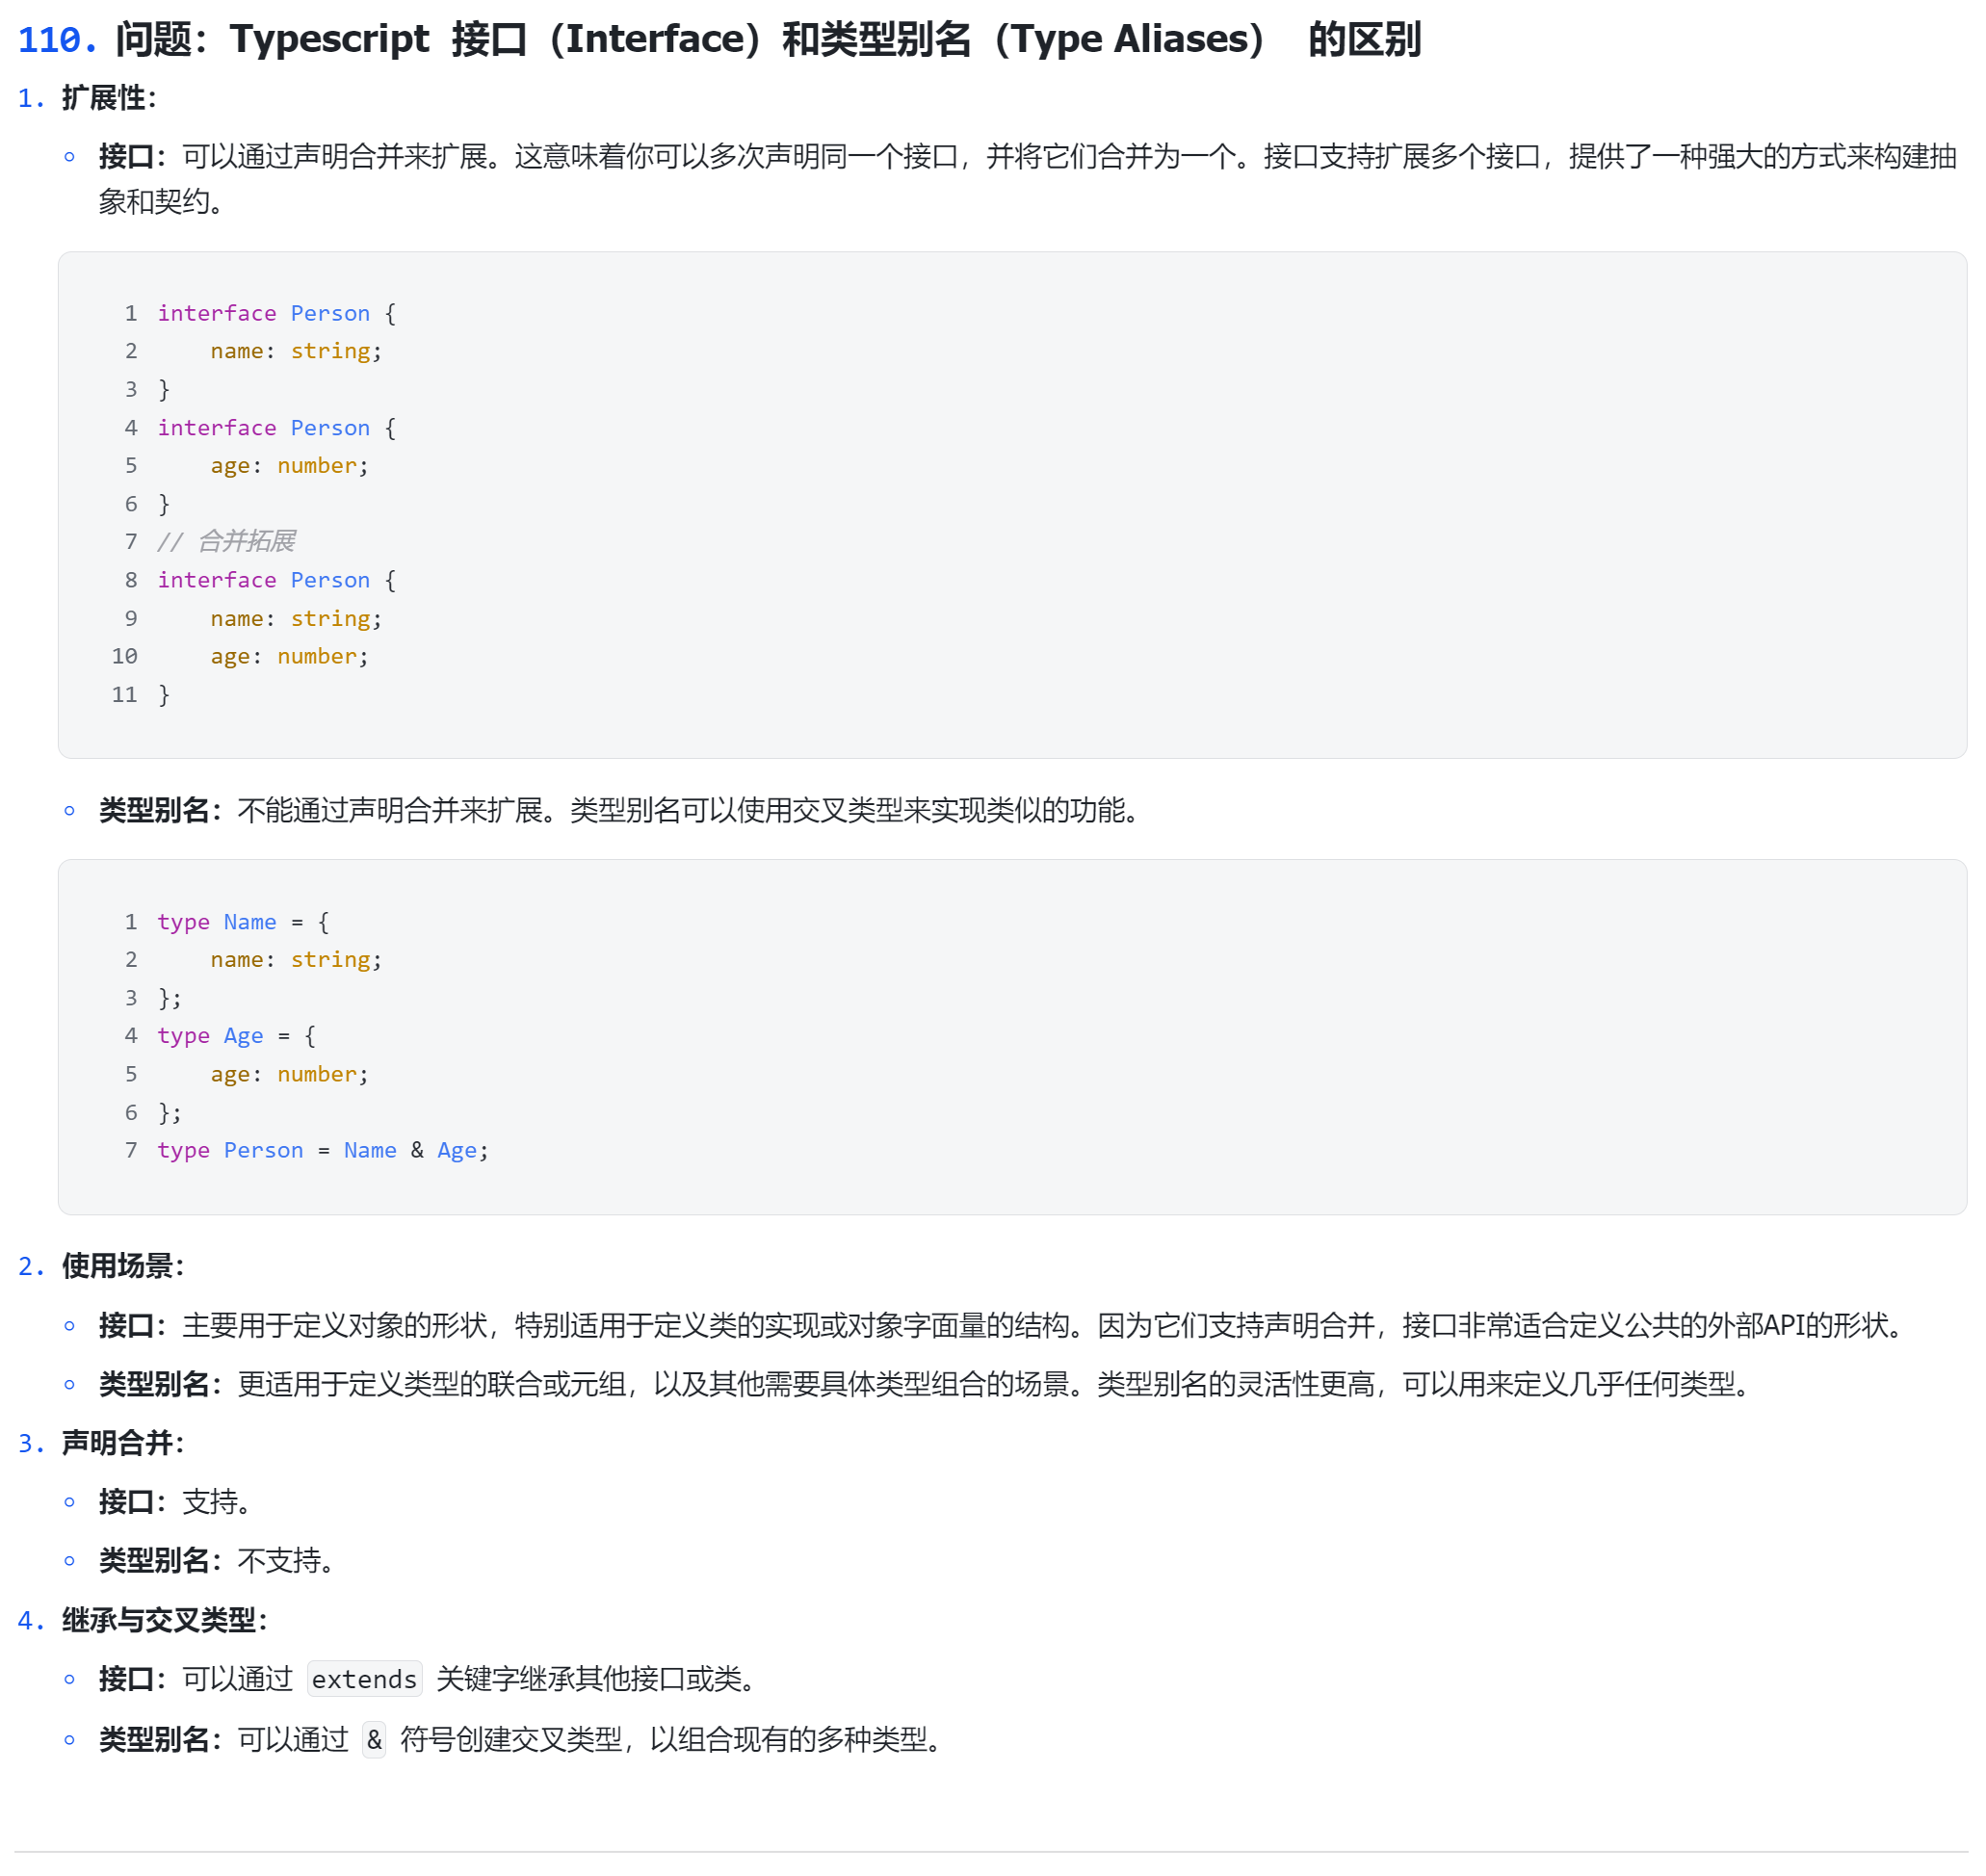 110. 问题：Typescript 接口（Interface）和类型别名（Type Aliases） 的区别
1. 扩展性：
◦ 接口：可以通过声明合并来扩展。这意味着你可以多次声明同一个接口，并将它们合并为一个。接口支持扩展多个接口，提供了一种强大的方式来构建抽
象和契约。
1 interface Person {
2     name: string;
3 }
4 interface Person {
5     age: number;
6 }
7 // 合并拓展
8 interface Person {
9     name: string;
10     age: number;
11 }
◦ 类型别名：不能通过声明合并来扩展。类型别名可以使用交叉类型来实现类似的功能。
1 type Name = {
2     name: string;
3 };
4 type Age = {
5     age: number;
6 };
7 type Person = Name & Age;
2. 使用场景：
◦ 接口：主要用于定义对象的形状，特别适用于定义类的实现或对象字面量的结构。因为它们支持声明合并，接口非常适合定义公共的外部API的形状。
◦ 类型别名：更适用于定义类型的联合或元组，以及其他需要具体类型组合的场景。类型别名的灵活性更高，可以用来定义几乎任何类型。
3. 声明合并：
◦ 接口：支持。
◦ 类型别名：不支持。
4. 继承与交叉类型：
◦ 接口：可以通过 extends 关键字继承其他接口或类。
◦ 类型别名：可以通过 & 符号创建交叉类型，以组合现有的多种类型。